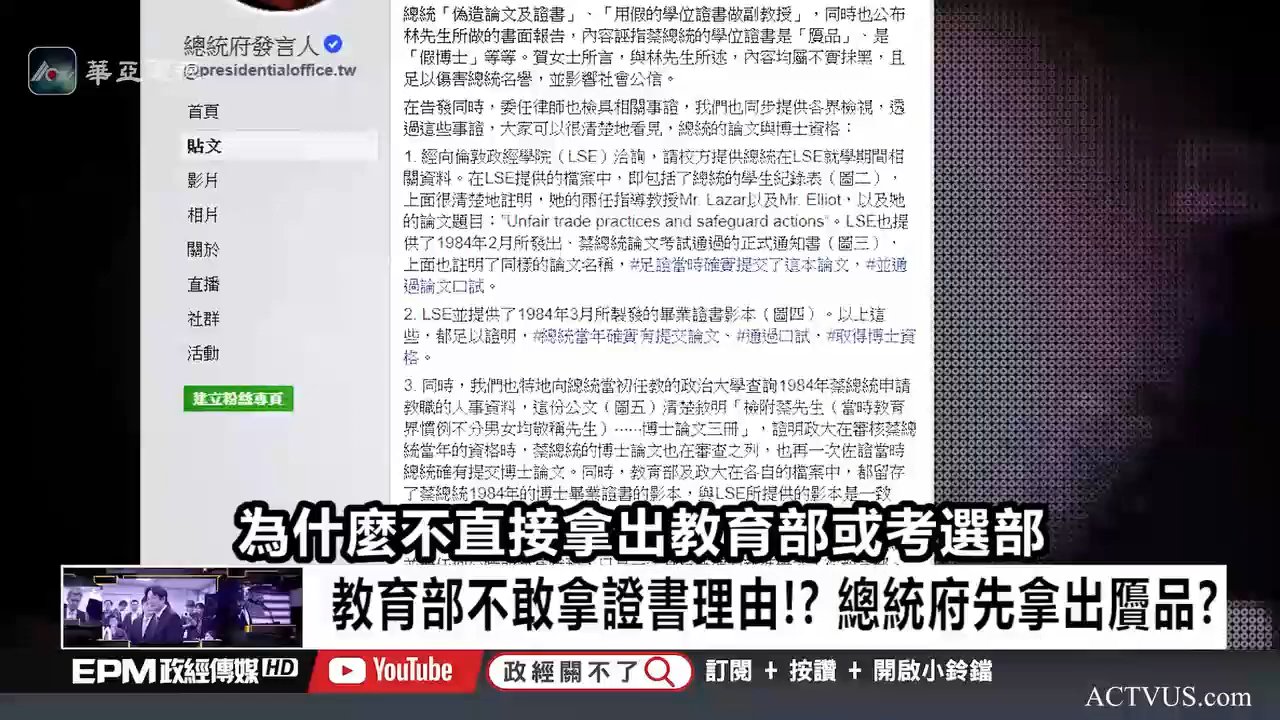 總統「偽造論文及證書」、「用假的學位證書做副教授」，同時也公布
林先生所做的書面報告，內容誣指蔡總統的學位證書是「贗品」、是
「假博士」等等。賀女士所言，與林先生所述，內容均屬不實抹黑，且
足以傷害總統名譽，並影響社會公信。
總統府發言人
華亞
@presidentialoffice.tw
在告發同時，委任律師也檢具相關事證，我們也同步提供各界檢視，透
過這些事證，大家可以很清楚地看見，總統的論文與博士資格：
首頁
貼文
影片
相片
關於
直播
社群
活動
建立粉絲專頁
1. 經向倫敦政經學院（LSE）洽詢，請校方提供總統在LSE就學期間相
關資料。在LSE提供的檔案中，即包括了總統的學生紀錄表（圖二），
上面很清楚地註明，她的兩任指導教授Mr. Lazar以及Mr. Elliot，以及她
的論文題目："Unfair trade practices and safeguard actions"。LSE也提
供了1984年2月所發出、蔡總統論文考試通過的正式通知書（圖三），
上面也註明了同樣的論文名稱，#足證當時確實提交了這本論文，#並通
過論文口試。
2. LSE並提供了1984年3月所製發的畢業證書影本（圖四）。以上這
些，都足以證明，#總統當年確實有提交論文、#通過口試，#取得博士資
格。
3. 同時，我們也特地向總統當初任教的政治大學查詢1984年蔡總統申請
教職的人事資料，這份公文（圖五）清楚敘明「檢附蔡先生（當時教育
界慣例不分男女均敬稱先生）……博士論文三冊」，證明政大在審核蔡總
統當年的資格時，蔡總統的博士論文也在審查之列，也再一次佐證當時
總統確有提交博士論文。同時，教育部及政大在各自的檔案中，都留存
了蔡總統1984年的博士畢業證書的影本，與LSE所提供的影本是一致
為什麼不直接拿出教育部或考選部
教育部不敢拿證書理由!? 總統府先拿出贗品?
EPM政經傳媒HD
YouTube
政經關不了
訂閱 + 按讚 + 開啟小鈴鐺
ACTVUS.com